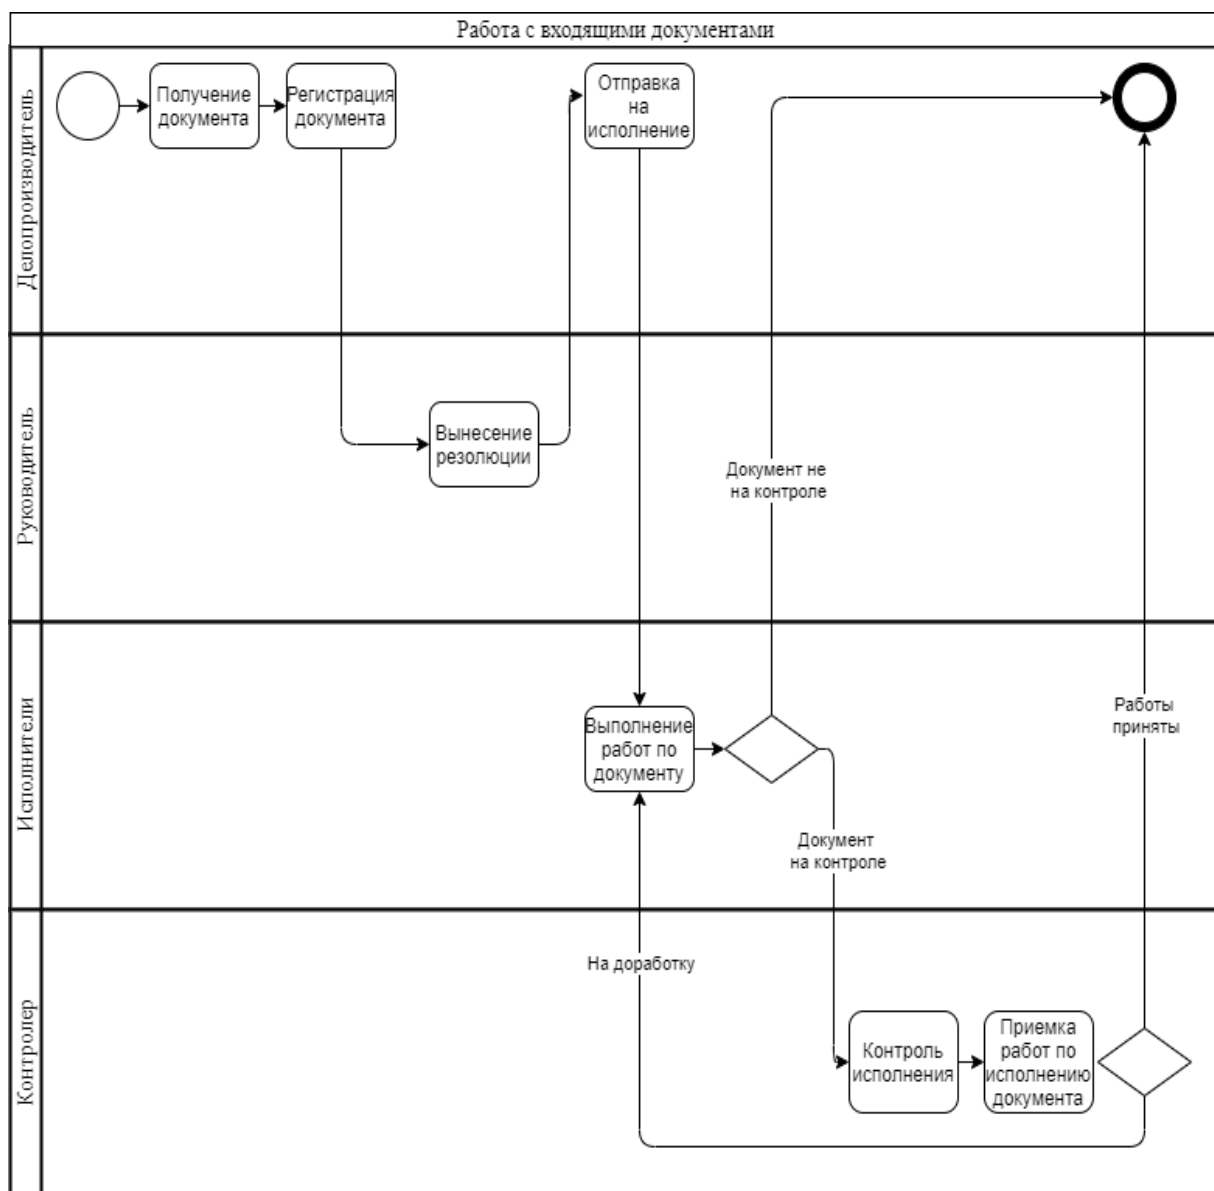 Работа с входящими документами
Делопроизводитель
Получение
документа
Регистрация
документа
Отправка
на
исполнение
Руководитель
Вынесение
резолюции
Документ не
на контроле
Исполнители
Выполнение
работ по
документу
Работы
приняты
Документ
на контроле
Контролер
На доработку
Контроль
исполнения
Приемка
работ по
исполнению
документа